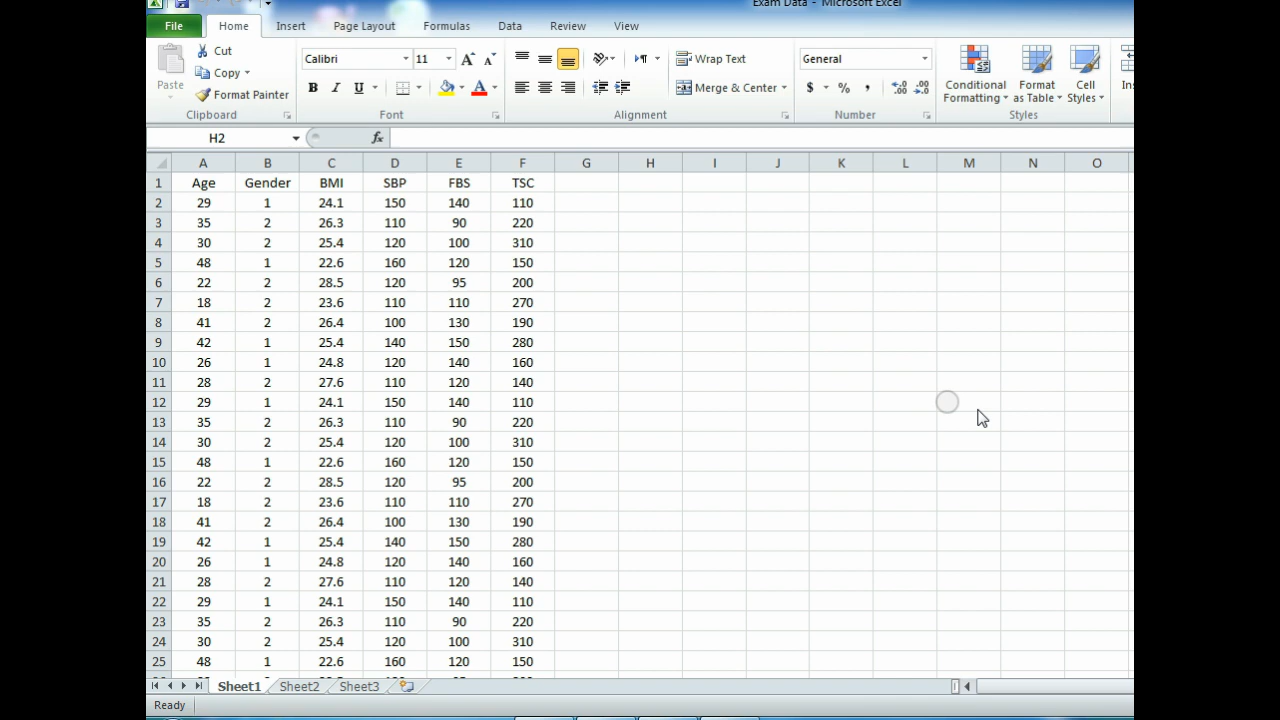 Exam Data - Microsoft Excel
File Home Insert Page Layout Formulas Data Review View
Paste Cut Copy Format Painter Clipboard
Calibri 11 B I U A Font
Wrap Text Merge & Center Alignment
General $ % , .00 Number
Conditional Formatting Format as Table Cell Styles Styles
H2 fx
A B C D E F G H I J K L M N O
1 Age Gender BMI SBP FBS TSC
2 29 1 24.1 150 140 110
3 35 2 26.3 110 90 220
4 30 2 25.4 120 100 310
5 48 1 22.6 160 120 150
6 22 2 28.5 120 95 200
7 18 2 23.6 110 110 270
8 41 2 26.4 100 130 190
9 42 1 25.4 140 150 280
10 26 1 24.8 120 140 160
11 28 2 27.6 110 120 140
12 29 1 24.1 150 140 110
13 35 2 26.3 110 90 220
14 30 2 25.4 120 100 310
15 48 1 22.6 160 120 150
16 22 2 28.5 120 95 200
17 18 2 23.6 110 110 270
18 41 2 26.4 100 130 190
19 42 1 25.4 140 150 280
20 26 1 24.8 120 140 160
21 28 2 27.6 110 120 140
22 29 1 24.1 150 140 110
23 35 2 26.3 110 90 220
24 30 2 25.4 120 100 310
25 48 1 22.6 160 120 150
Sheet1 Sheet2 Sheet3
Ready